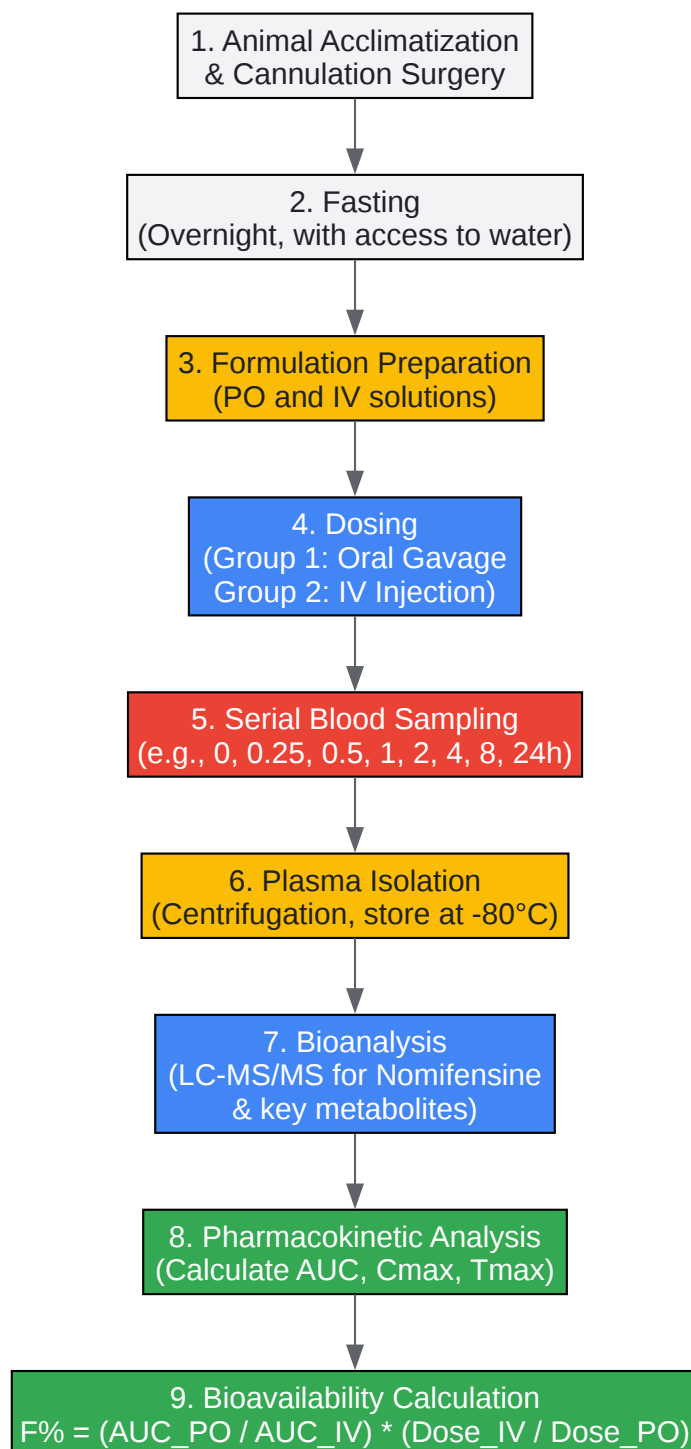 1. Animal Acclimatization
& Cannulation Surgery
2. Fasting
(Overnight, with access to water)
3. Formulation Preparation
(PO and IV solutions)
4. Dosing
(Group 1: Oral Gavage
Group 2: IV Injection)
5. Serial Blood Sampling
(e.g., 0, 0.25, 0.5, 1, 2, 4, 8, 24h)
6. Plasma Isolation
(Centrifugation, store at -80°C)
7. Bioanalysis
(LC-MS/MS for Nomifensine
& key metabolites)
8. Pharmacokinetic Analysis
(Calculate AUC, Cmax, Tmax)
9. Bioavailability Calculation
F% = (AUC_PO / AUC_IV) * (Dose_IV / Dose_PO)